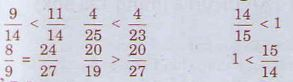 9/14 < 11/14 4/25 < 4/23 14/15 < 1
8/9 = 24/27 20/19 > 20/27 1 < 15/14